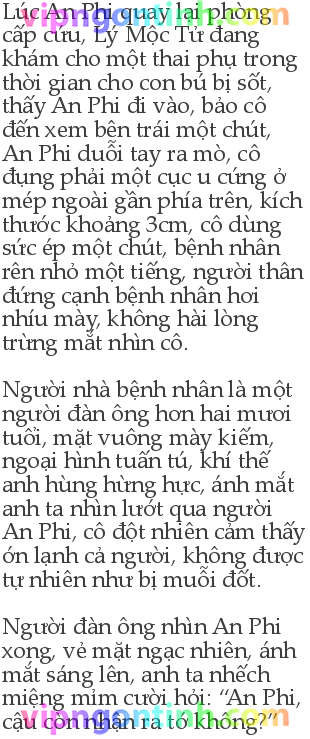 Lúc An Phi quay lại phòng
vipngontinh.com
cấp cứu, Lý Mộc Tử đang
khám cho một thai phụ trong
thời gian cho con bú bị sốt,
thấy An Phi đi vào, bảo cô
đến xem bên trái một chút,
An Phi duỗi tay ra mò, cô
đụng phải một cục u cứng ở
mép ngoài gần phía trên, kích
thước khoảng 3cm, cô dùng
sức ép một chút, bệnh nhân
rên nhỏ một tiếng, người thân
đứng cạnh bệnh nhân hơi
nhíu mày, không hài lòng
trừng mắt nhìn cô.
Người nhà bệnh nhân là một
người đàn ông hơn hai mươi
tuổi, mặt vuông mày kiếm,
ngoại hình tuấn tú, khí thế
anh hùng hừng hực, ánh mắt
anh ta nhìn lướt qua người
An Phi, cô đột nhiên cảm thấy
ớn lạnh cả người, không được
tự nhiên như bị muỗi đốt.
Người đàn ông nhìn An Phi
xong, vẻ mặt ngạc nhiên, ánh
mắt sáng lên, anh ta nhếch
miệng mỉm cười hỏi: “An Phi,
cậu còn nhận ra tớ không?”
vipngontinh.com